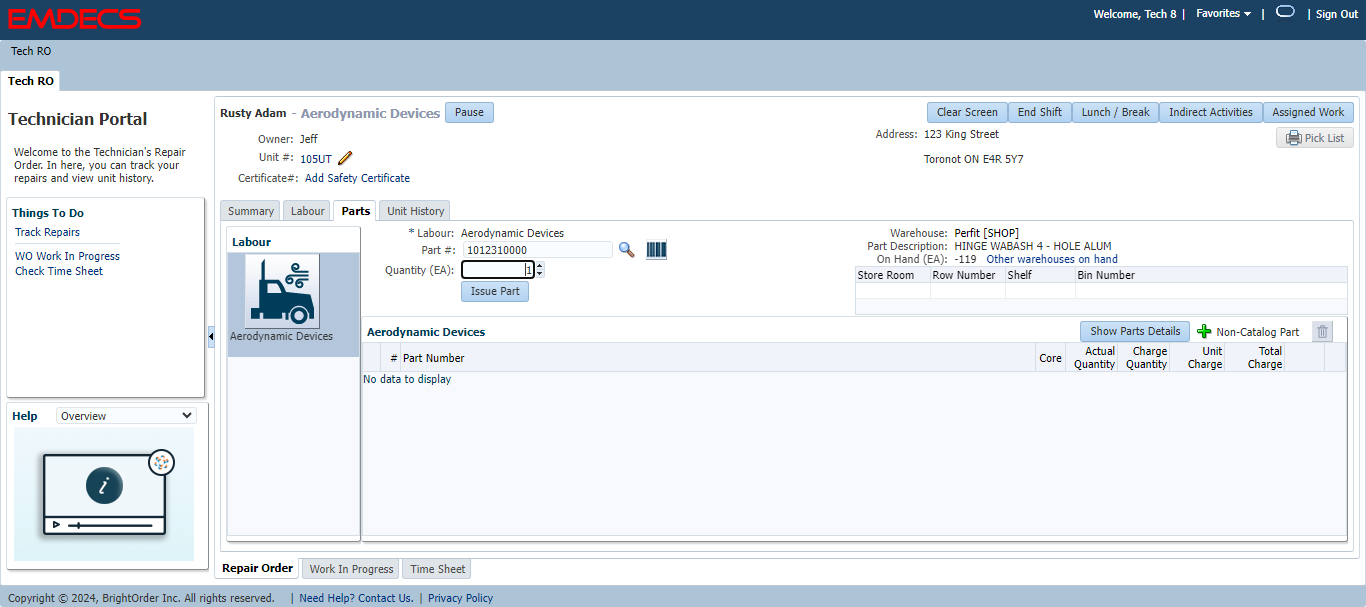 EMDECS
Welcome, Tech 8 | Favorites | | Sign Out
Tech RO
Tech RO
Technician Portal
Welcome to the Technician's Repair
Order. In here, you can track your
repairs and view unit history.
Things To Do
Track Repairs
WO Work In Progress
Check Time Sheet
Help Overview
i
Rusty Adam - Aerodynamic Devices Pause
Clear Screen End Shift Lunch / Break Indirect Activities Assigned Work
Owner: Jeff
Unit #: 105UT
Certificate#: Add Safety Certificate
Address: 123 King Street
Toronot ON E4R 5Y7
Pick List
Summary Labour Parts Unit History
Labour
Aerodynamic Devices
* Labour: Aerodynamic Devices
Part #: 1012310000
Quantity (EA): 1
Issue Part
Warehouse: Perfit [SHOP]
Part Description: HINGE WABASH 4 - HOLE ALUM
On Hand (EA): -119 Other warehouses on hand
Store Room Row Number Shelf Bin Number
Aerodynamic Devices Show Parts Details Non-Catalog Part
# Part Number Core Actual Quantity Charge Quantity Unit Charge Total Charge
No data to display
Repair Order Work In Progress Time Sheet
Copyright © 2024, BrightOrder Inc. All rights reserved. | Need Help? Contact Us. | Privacy Policy